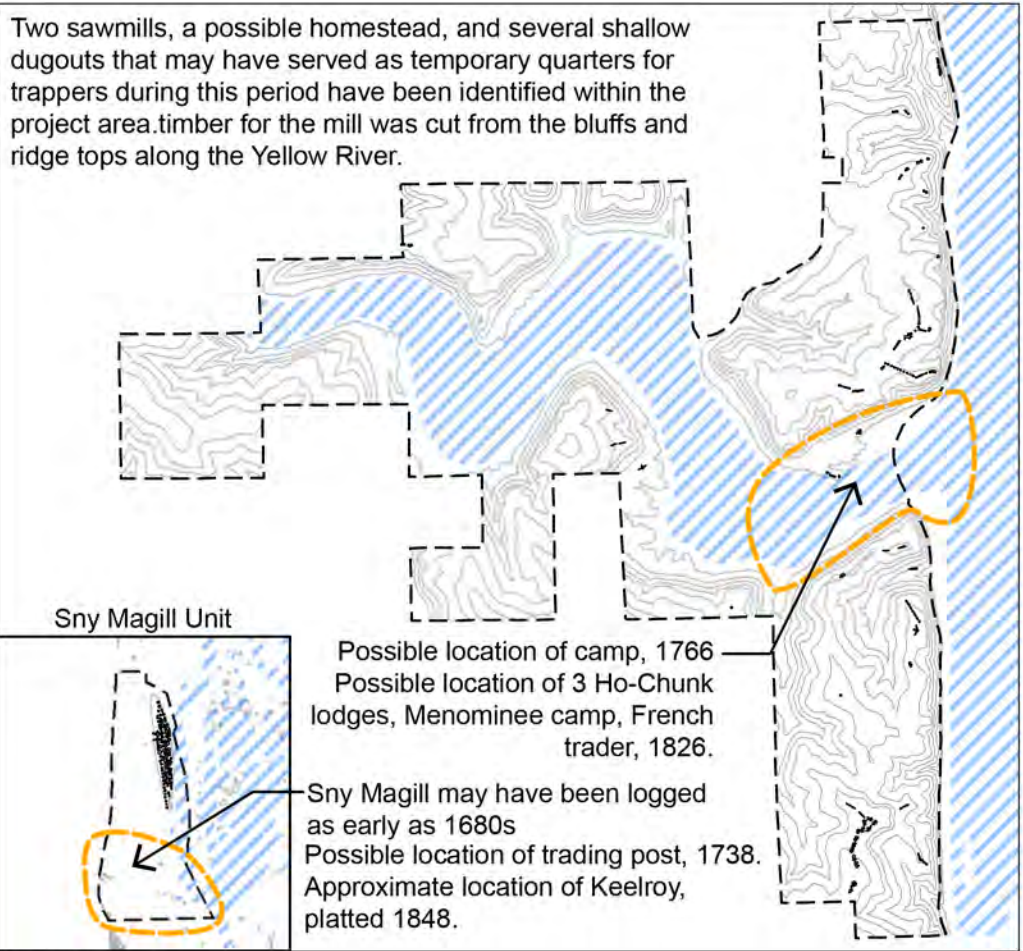 Two sawmills, a possible homestead, and several shallow
dugouts that may have served as temporary quarters for
trappers during this period have been identified within the
project area.timber for the mill was cut from the bluffs and
ridge tops along the Yellow River.
Sny Magill Unit
Possible location of camp, 1766
Possible location of 3 Ho-Chunk
lodges, Menominee camp, French
trader, 1826.
Sny Magill may have been logged
as early as 1680s
Possible location of trading post, 1738.
Approximate location of Keelroy,
platted 1848.